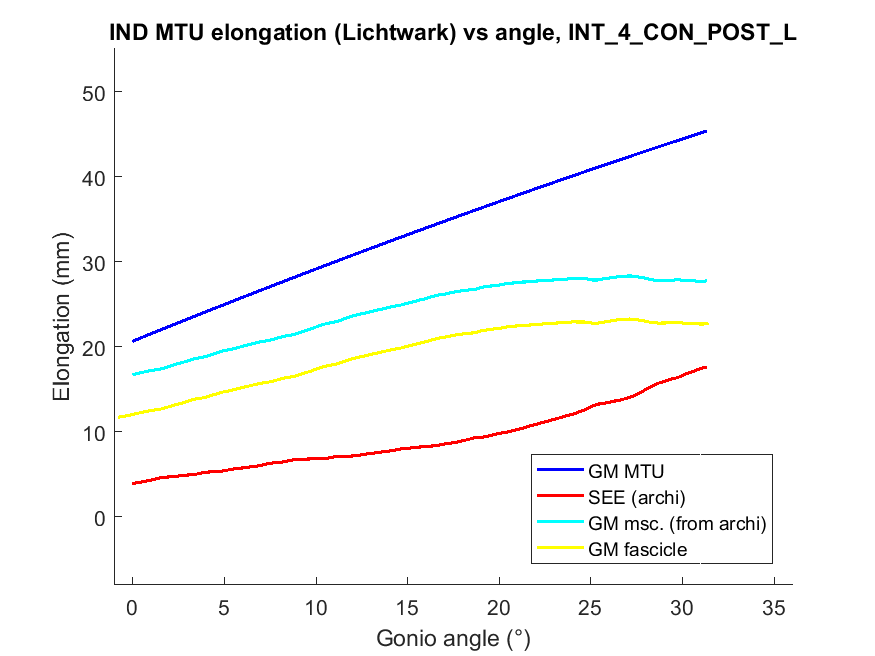 IND MTU elongation (Lichtwark) vs angle, INT_4_CON_POST_L
50
40
30
20
10
0
Elongation (mm)
0 5 10 15 20 25 30 35
Gonio angle (°)
GM MTU
SEE (archi)
GM msc. (from archi)
GM fascicle